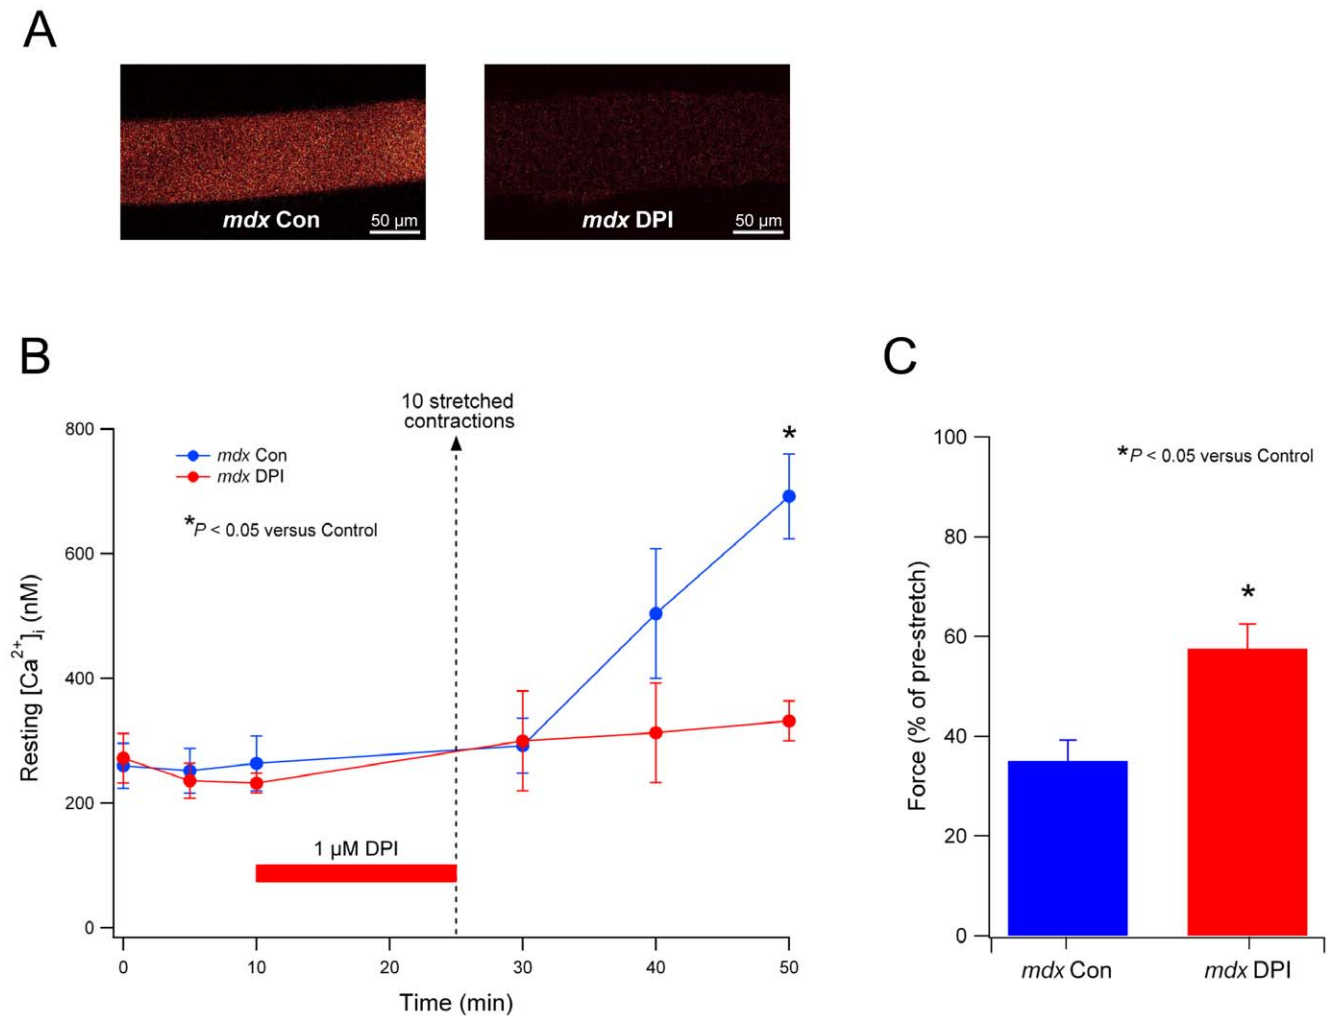 A
mdx Con
50 µm
mdx DPI
50 µm
B
10 stretched
contractions
800
600
400
200
0
Resting [Ca²⁺]ᵢ (nM)
mdx Con
mdx DPI
*P < 0.05 versus Control
*
1 µM DPI
0
10
20
30
40
50
Time (min)
C
100
80
60
40
20
0
Force (% of pre-stretch)
*P < 0.05 versus Control
*
mdx Con
mdx DPI